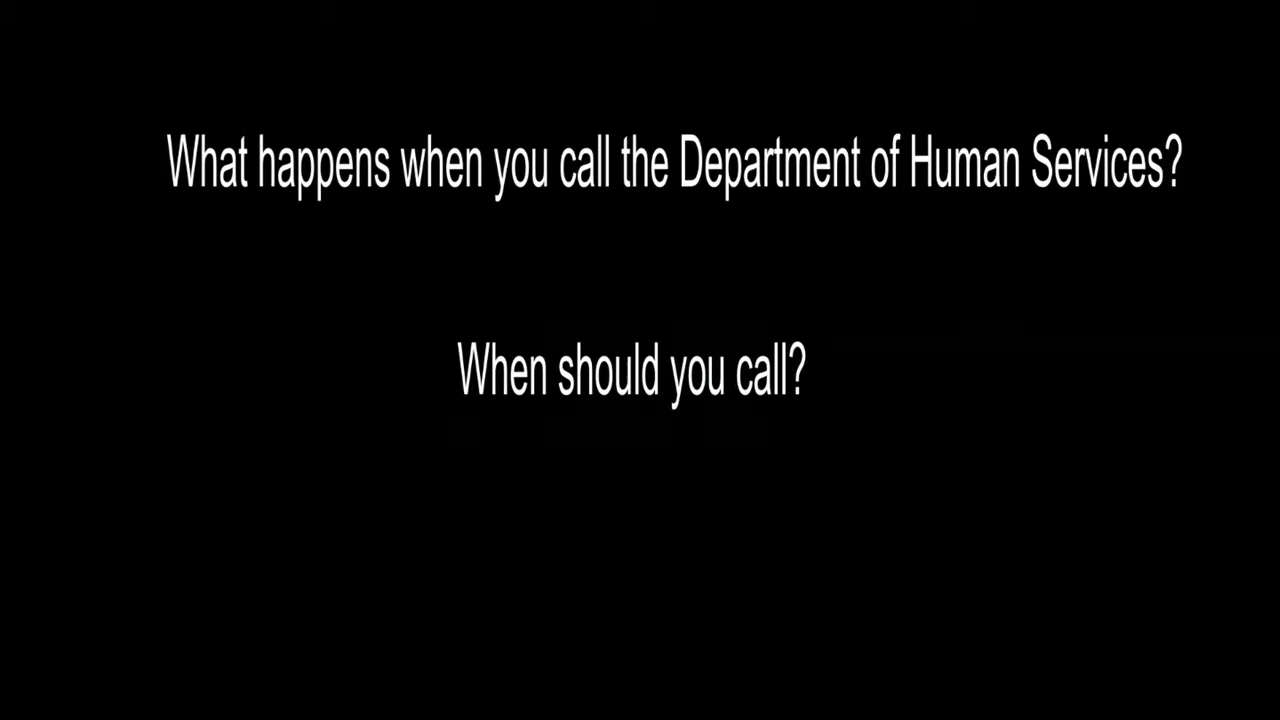 What happens when you call the Department of Human Services?
When should you call?